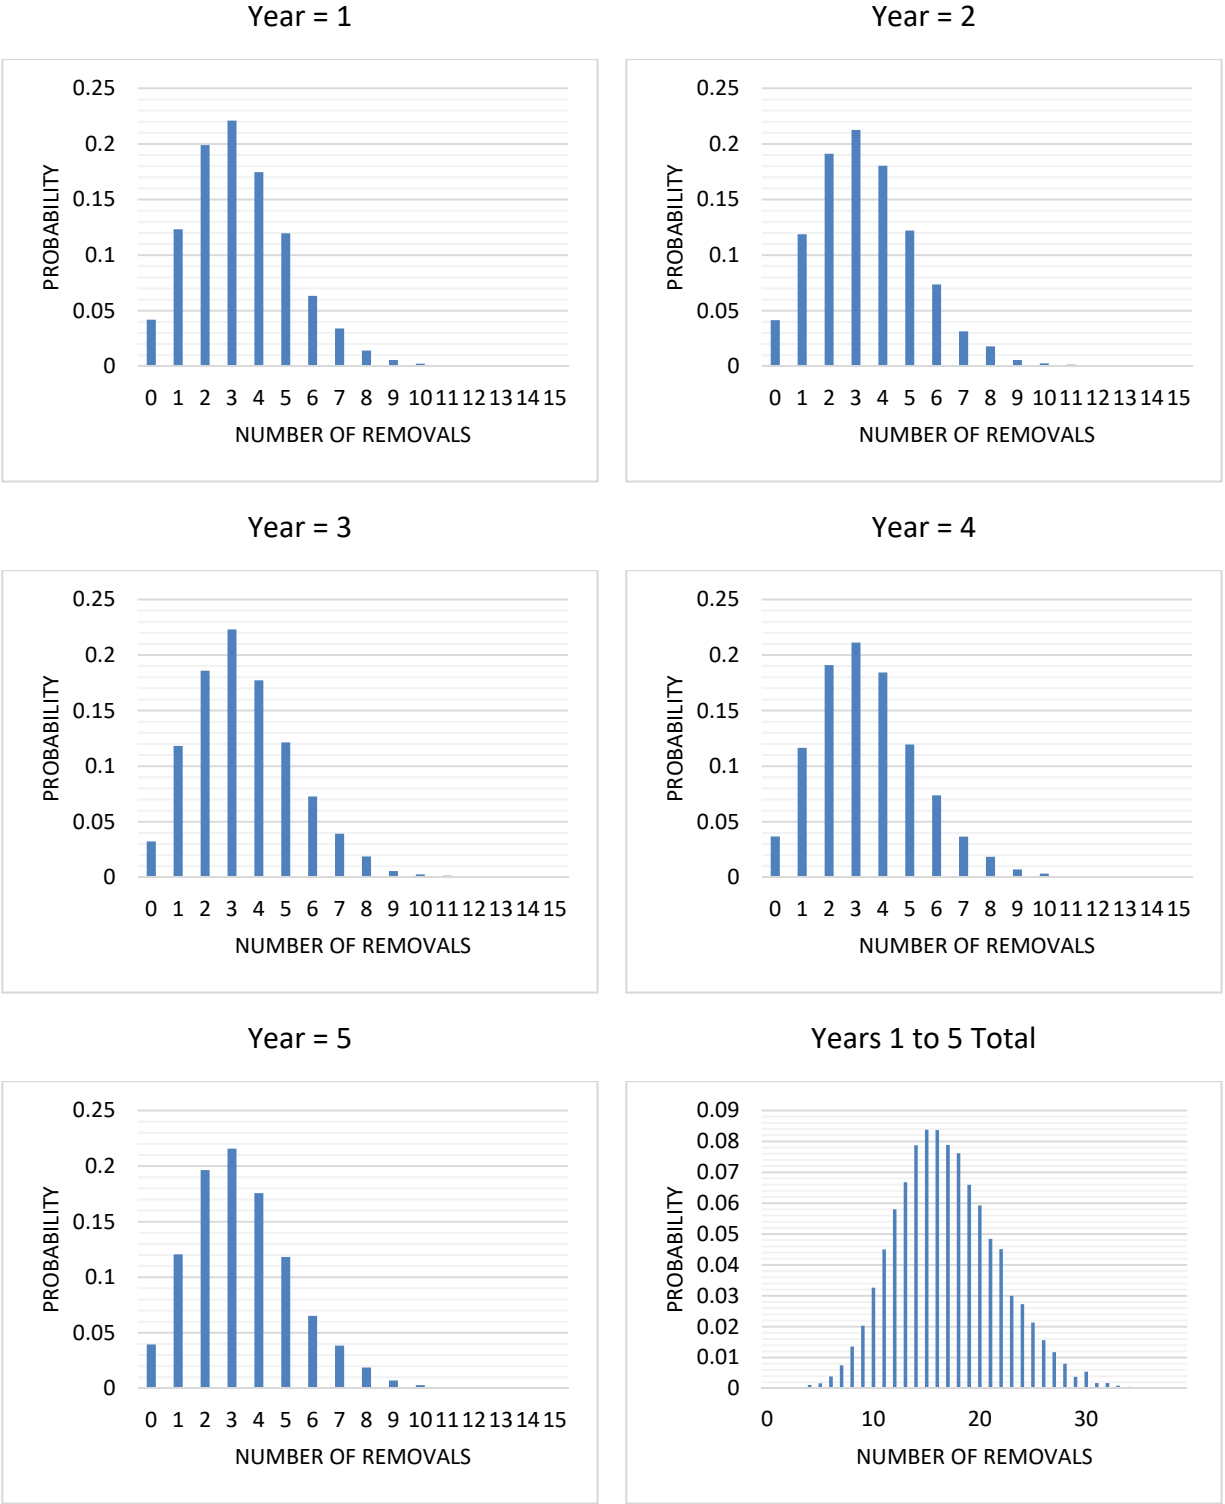 Year = 1
0.25
0.2
0.15
0.1
0.05
0
PROBABILITY
0 1 2 3 4 5 6 7 8 9 10 11 12 13 14 15
NUMBER OF REMOVALS
Year = 2
0.25
0.2
0.15
0.1
0.05
0
PROBABILITY
0 1 2 3 4 5 6 7 8 9 10 11 12 13 14 15
NUMBER OF REMOVALS
Year = 3
0.25
0.2
0.15
0.1
0.05
0
PROBABILITY
0 1 2 3 4 5 6 7 8 9 10 11 12 13 14 15
NUMBER OF REMOVALS
Year = 4
0.25
0.2
0.15
0.1
0.05
0
PROBABILITY
0 1 2 3 4 5 6 7 8 9 10 11 12 13 14 15
NUMBER OF REMOVALS
Year = 5
0.25
0.2
0.15
0.1
0.05
0
PROBABILITY
0 1 2 3 4 5 6 7 8 9 10 11 12 13 14 15
NUMBER OF REMOVALS
Years 1 to 5 Total
0.09
0.08
0.07
0.06
0.05
0.04
0.03
0.02
0.01
0
PROBABILITY
0 10 20 30
NUMBER OF REMOVALS